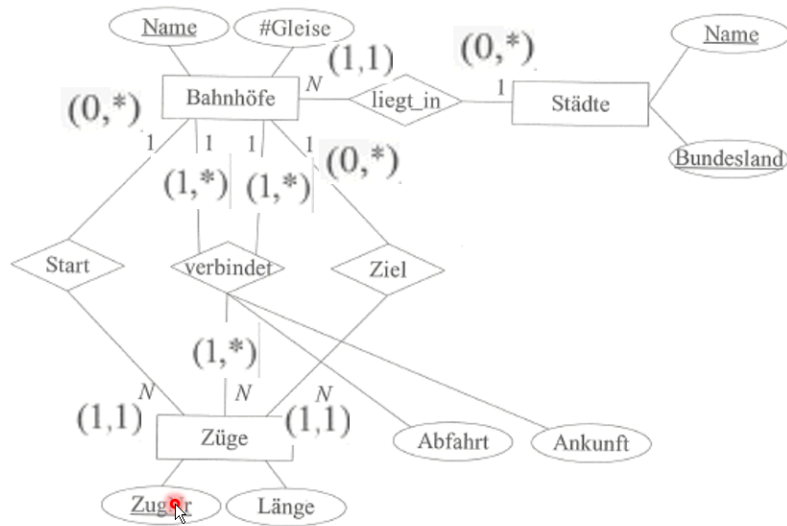 Name
#Gleise
Name
(1,1)
(0,*)
N
1
Bahnhöfe
liegt_in
Städte
(0,*)
1
1
1
1
(0,*)
Bundesland
(1,*)
(1,*)
Start
verbindet
Ziel
(1,*)
N
N
N
(1,1)
(1,1)
Züge
Abfahrt
Ankunft
Länge